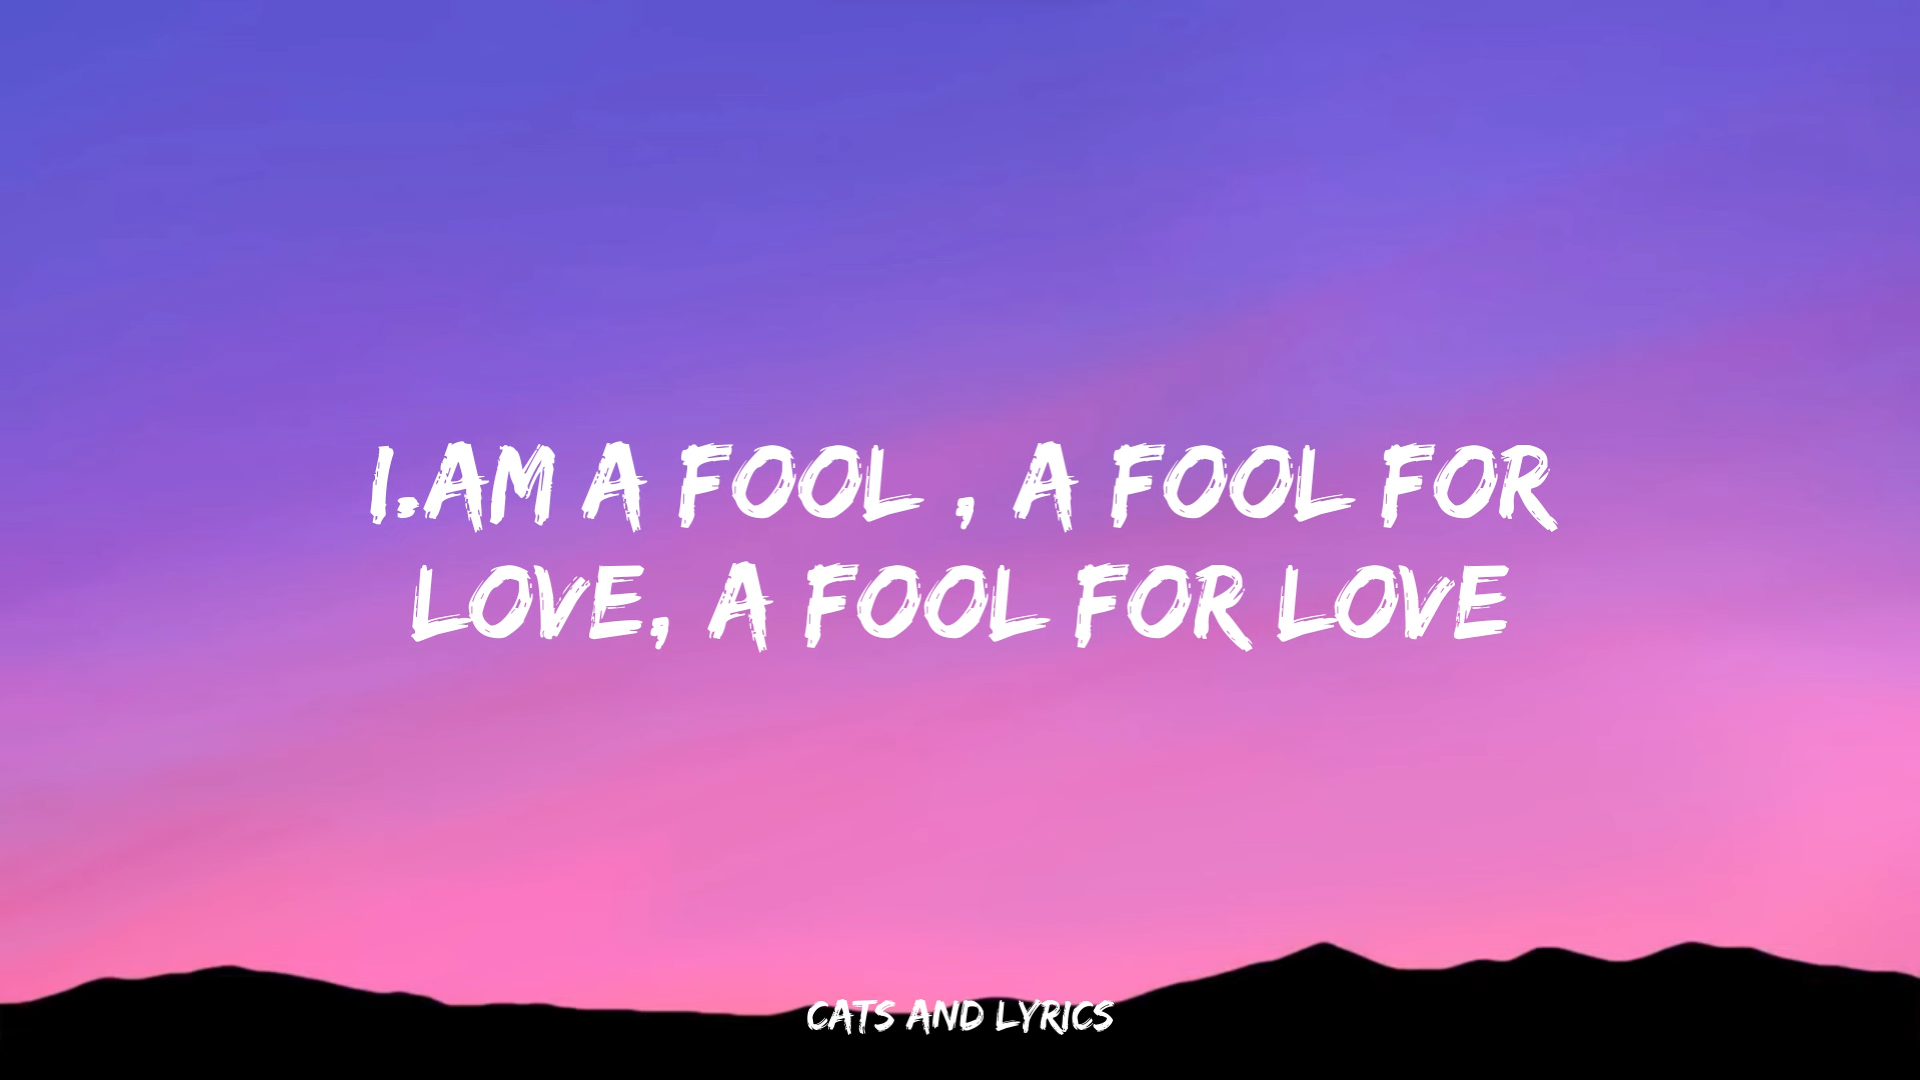 I.AM A FOOL , A FOOL FOR
LOVE, A FOOL FOR LOVE
CATS AND LYRICS